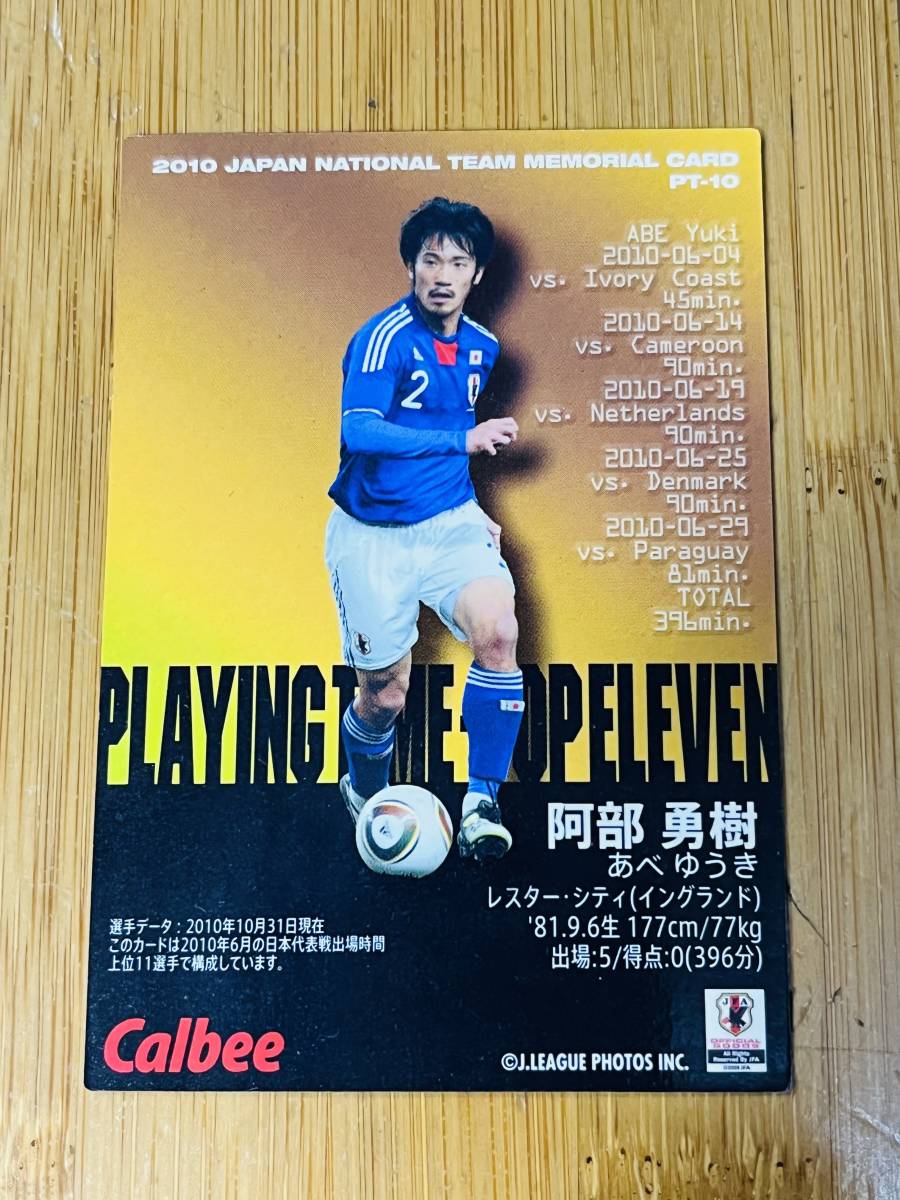 2010 JAPAN NATIONAL TEAM MEMORIAL CARD
PT-10
ABE Yuki
2010-06-04
vs. Ivory Coast
45min.
2010-06-14
vs. Cameroon
90min.
2010-06-19
vs. Netherlands
90min.
2010-06-25
vs. Denmark
90min.
2010-06-29
vs. Paraguay
81min.
TOTAL
396min.
2
PLAYINGTIME-TOPELEVEN
阿部 勇樹
あべ ゆうき
レスター・シティ(イングランド)
'81.9.6生 177cm/77kg
出場:5/得点:0(396分)
選手データ：2010年10月31日現在
このカードは2010年6月の日本代表戦出場時間
上位11選手で構成しています。
Calbee
©J.LEAGUE PHOTOS INC.
JFA
OFFICIAL
GOODS
All Rights
Reserved By JFA